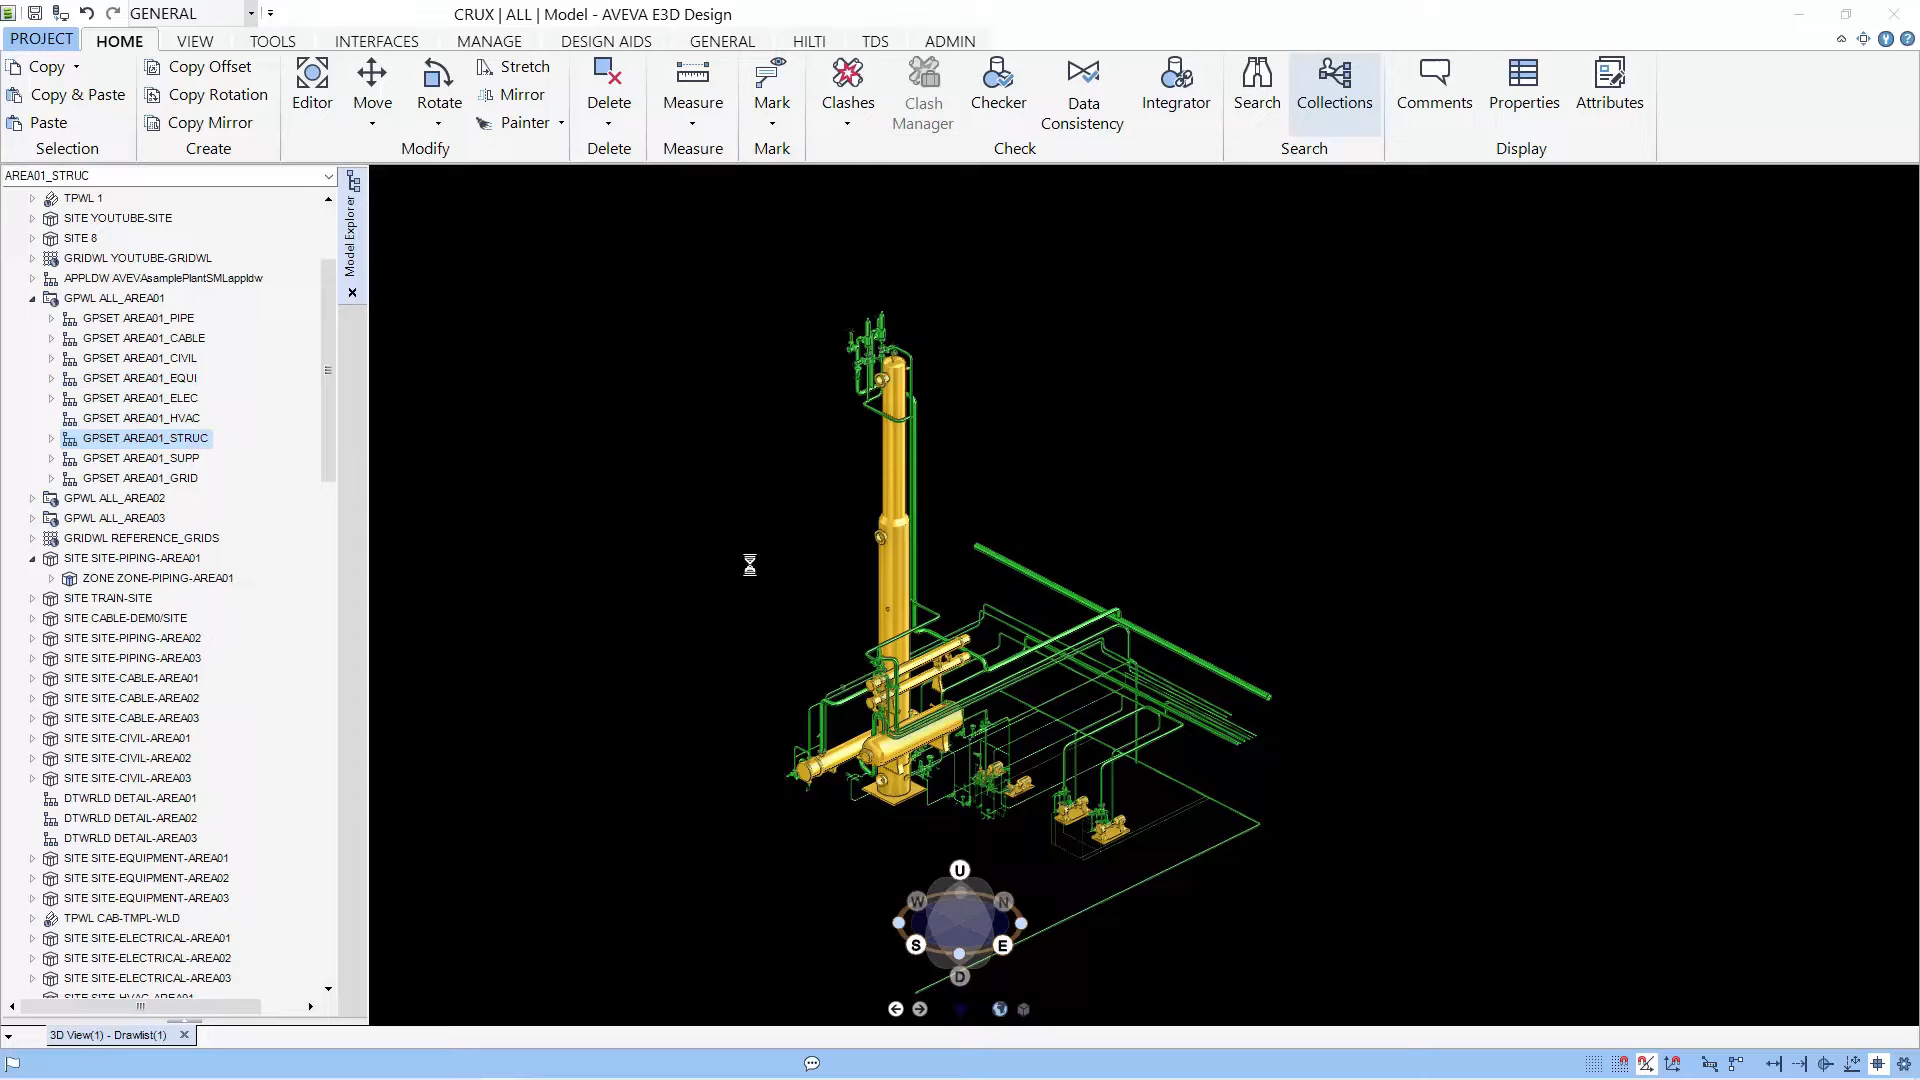 GENERAL
CRUX | ALL | Model - AVEVA E3D Design
PROJECT HOME VIEW TOOLS INTERFACES MANAGE DESIGN AIDS GENERAL HILTI TDS ADMIN
Copy
Copy & Paste
Paste
Selection
Copy Offset
Copy Rotation
Copy Mirror
Create
Editor
Move
Rotate
Stretch
Mirror
Painter
Modify
Delete
Delete
Measure
Measure
Mark
Mark
Clashes
Clash
Manager
Checker
Data
Consistency
Integrator
Check
Search
Collections
Search
Comments
Properties
Attributes
Display
AREA01_STRUC
Model Explorer
TPWL 1
SITE YOUTUBE-SITE
SITE 8
GRIDWL YOUTUBE-GRIDWL
APPLDW AVEVAsamplePlantSMLappldw
GPWL ALL_AREA01
GPSET AREA01_PIPE
GPSET AREA01_CABLE
GPSET AREA01_CIVIL
GPSET AREA01_EQUI
GPSET AREA01_ELEC
GPSET AREA01_HVAC
GPSET AREA01_STRUC
GPSET AREA01_SUPP
GPSET AREA01_GRID
GPWL ALL_AREA02
GPWL ALL_AREA03
GRIDWL REFERENCE_GRIDS
SITE SITE-PIPING-AREA01
ZONE ZONE-PIPING-AREA01
SITE TRAIN-SITE
SITE CABLE-DEM0/SITE
SITE SITE-PIPING-AREA02
SITE SITE-PIPING-AREA03
SITE SITE-CABLE-AREA01
SITE SITE-CABLE-AREA02
SITE SITE-CABLE-AREA03
SITE SITE-CIVIL-AREA01
SITE SITE-CIVIL-AREA02
SITE SITE-CIVIL-AREA03
DTWRLD DETAIL-AREA01
DTWRLD DETAIL-AREA02
DTWRLD DETAIL-AREA03
SITE SITE-EQUIPMENT-AREA01
SITE SITE-EQUIPMENT-AREA02
SITE SITE-EQUIPMENT-AREA03
TPWL CAB-TMPL-WLD
SITE SITE-ELECTRICAL-AREA01
SITE SITE-ELECTRICAL-AREA02
SITE SITE-ELECTRICAL-AREA03
SITE SITE-HVAC-AREA01
U
W N
S E
D
3D View(1) - Drawlist(1)